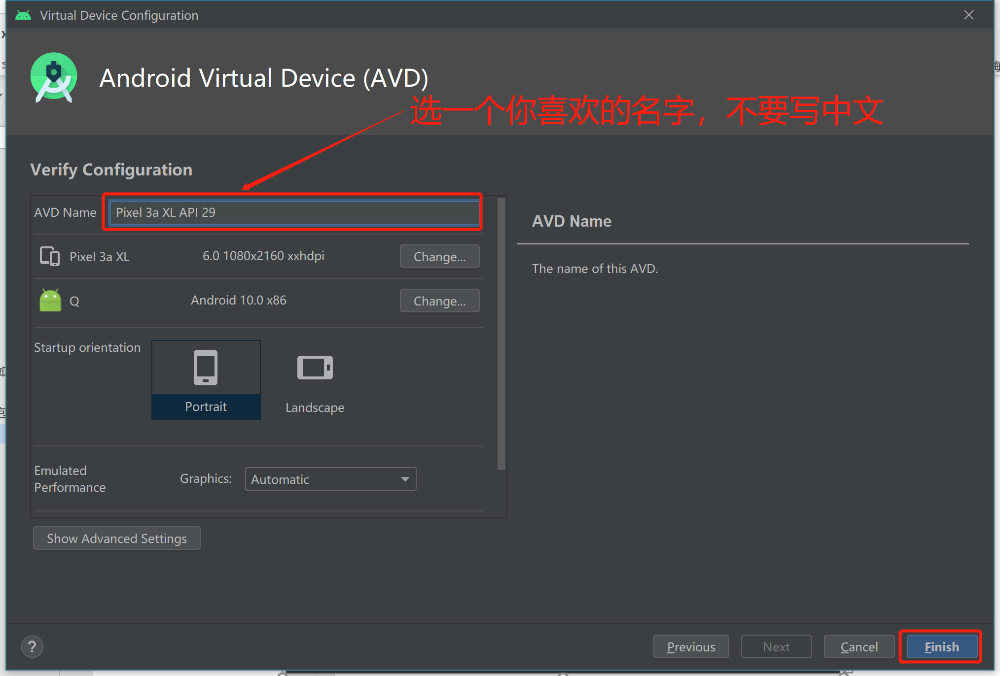 Virtual Device Configuration
Android Virtual Device (AVD)
选一个你喜欢的名字，不要写中文
Verify Configuration
AVD Name
Pixel 3a XL API 29
Pixel 3a XL
6.0 1080x2160 xxhdpi
Change...
Q
Android 10.0 x86
Change...
Startup orientation
Portrait
Landscape
Emulated
Performance
Graphics:
Automatic
Show Advanced Settings
AVD Name
The name of this AVD.
?
Previous
Next
Cancel
Finish